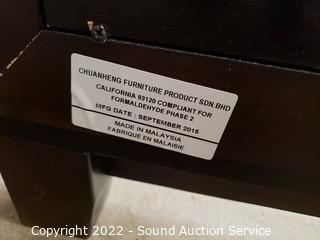 CHUANHENG FURNITURE PRODUCT SDN.BHD
CALIFORNIA 93120 COMPLIANT FOR
FORMALDEHYDE PHASE 2
MFG DATE : SEPTEMBER 2015
MADE IN MALAYSIA
FABRIQUE EN MALAISIE
Copyright 2022 - Sound Auction Service